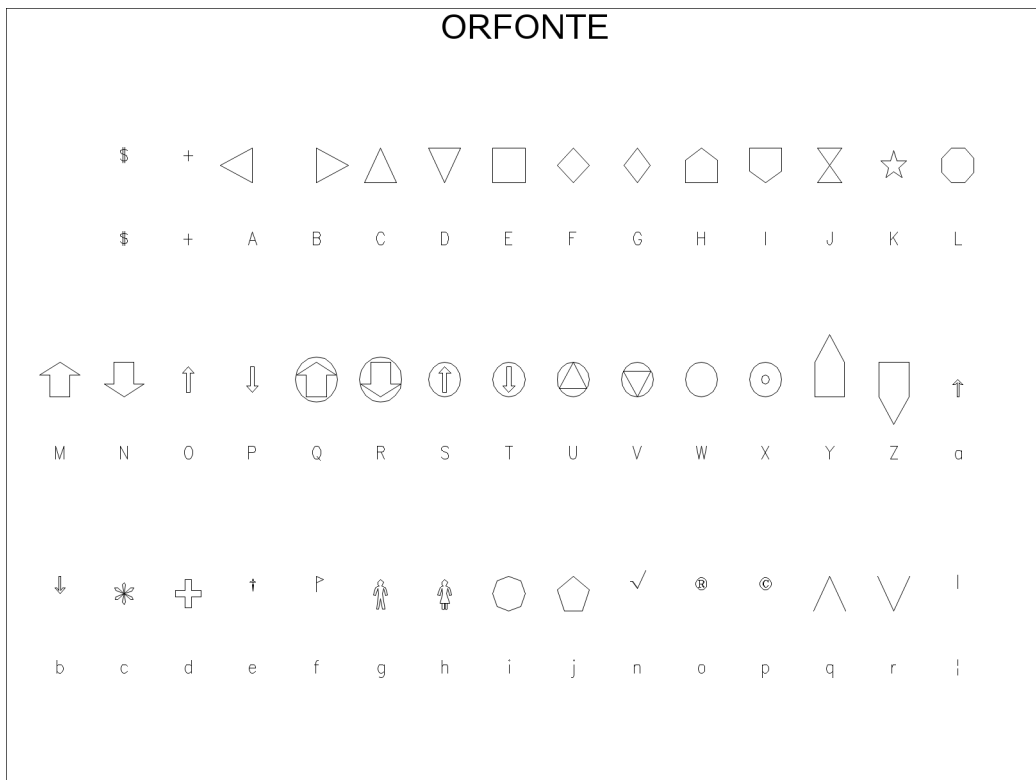 ORFONTE
$ +
$ + A B C D E F G H I J K L
M N O P Q R S T U V W X Y Z a
† √ ® © |
b c d e f g h i j n o p q r ¦